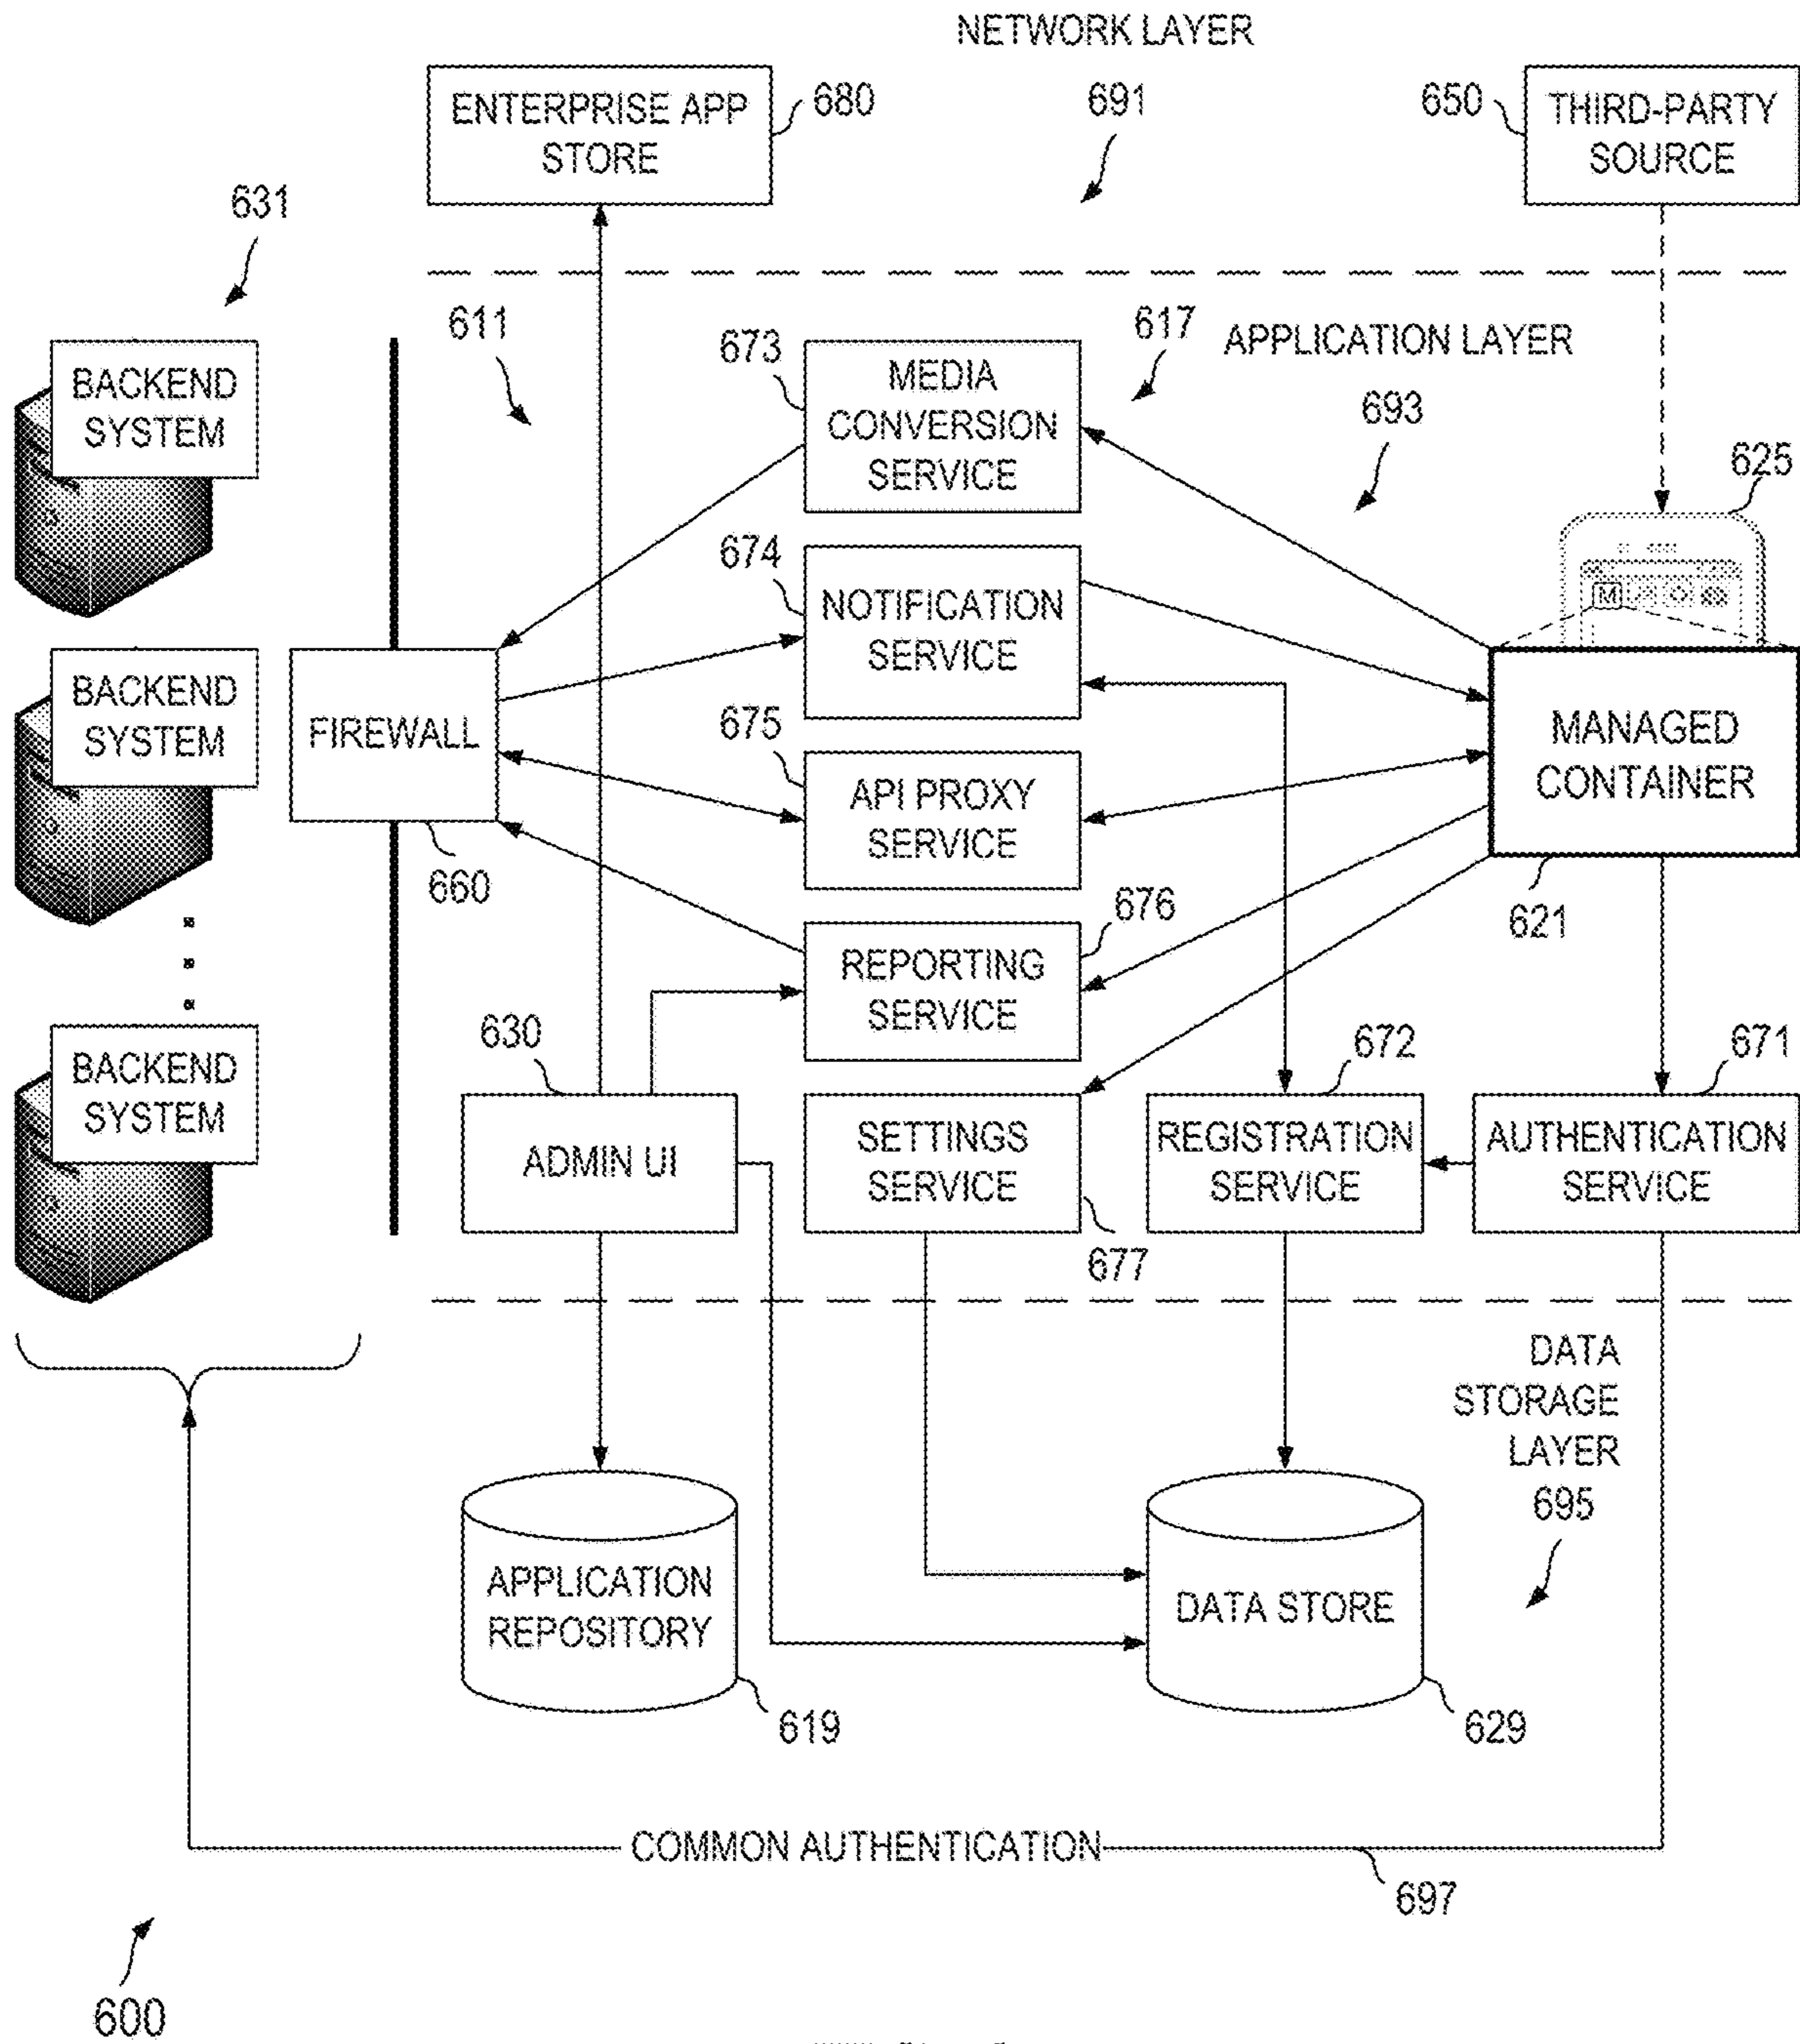 NETWORK LAYER
691
ENTERPRISE APP
STORE
680
650
THIRD-PARTY
SOURCE
631
611
673
MEDIA
CONVERSION
SERVICE
617
APPLICATION LAYER
693
625
M
BACKEND
SYSTEM
674
NOTIFICATION
SERVICE
BACKEND
SYSTEM
FIREWALL
660
675
API PROXY
SERVICE
MANAGED
CONTAINER
621
676
REPORTING
SERVICE
BACKEND
SYSTEM
630
ADMIN UI
SETTINGS
SERVICE
677
672
REGISTRATION
SERVICE
671
AUTHENTICATION
SERVICE
DATA
STORAGE
LAYER
695
APPLICATION
REPOSITORY
619
DATA STORE
629
COMMON AUTHENTICATION
697
600